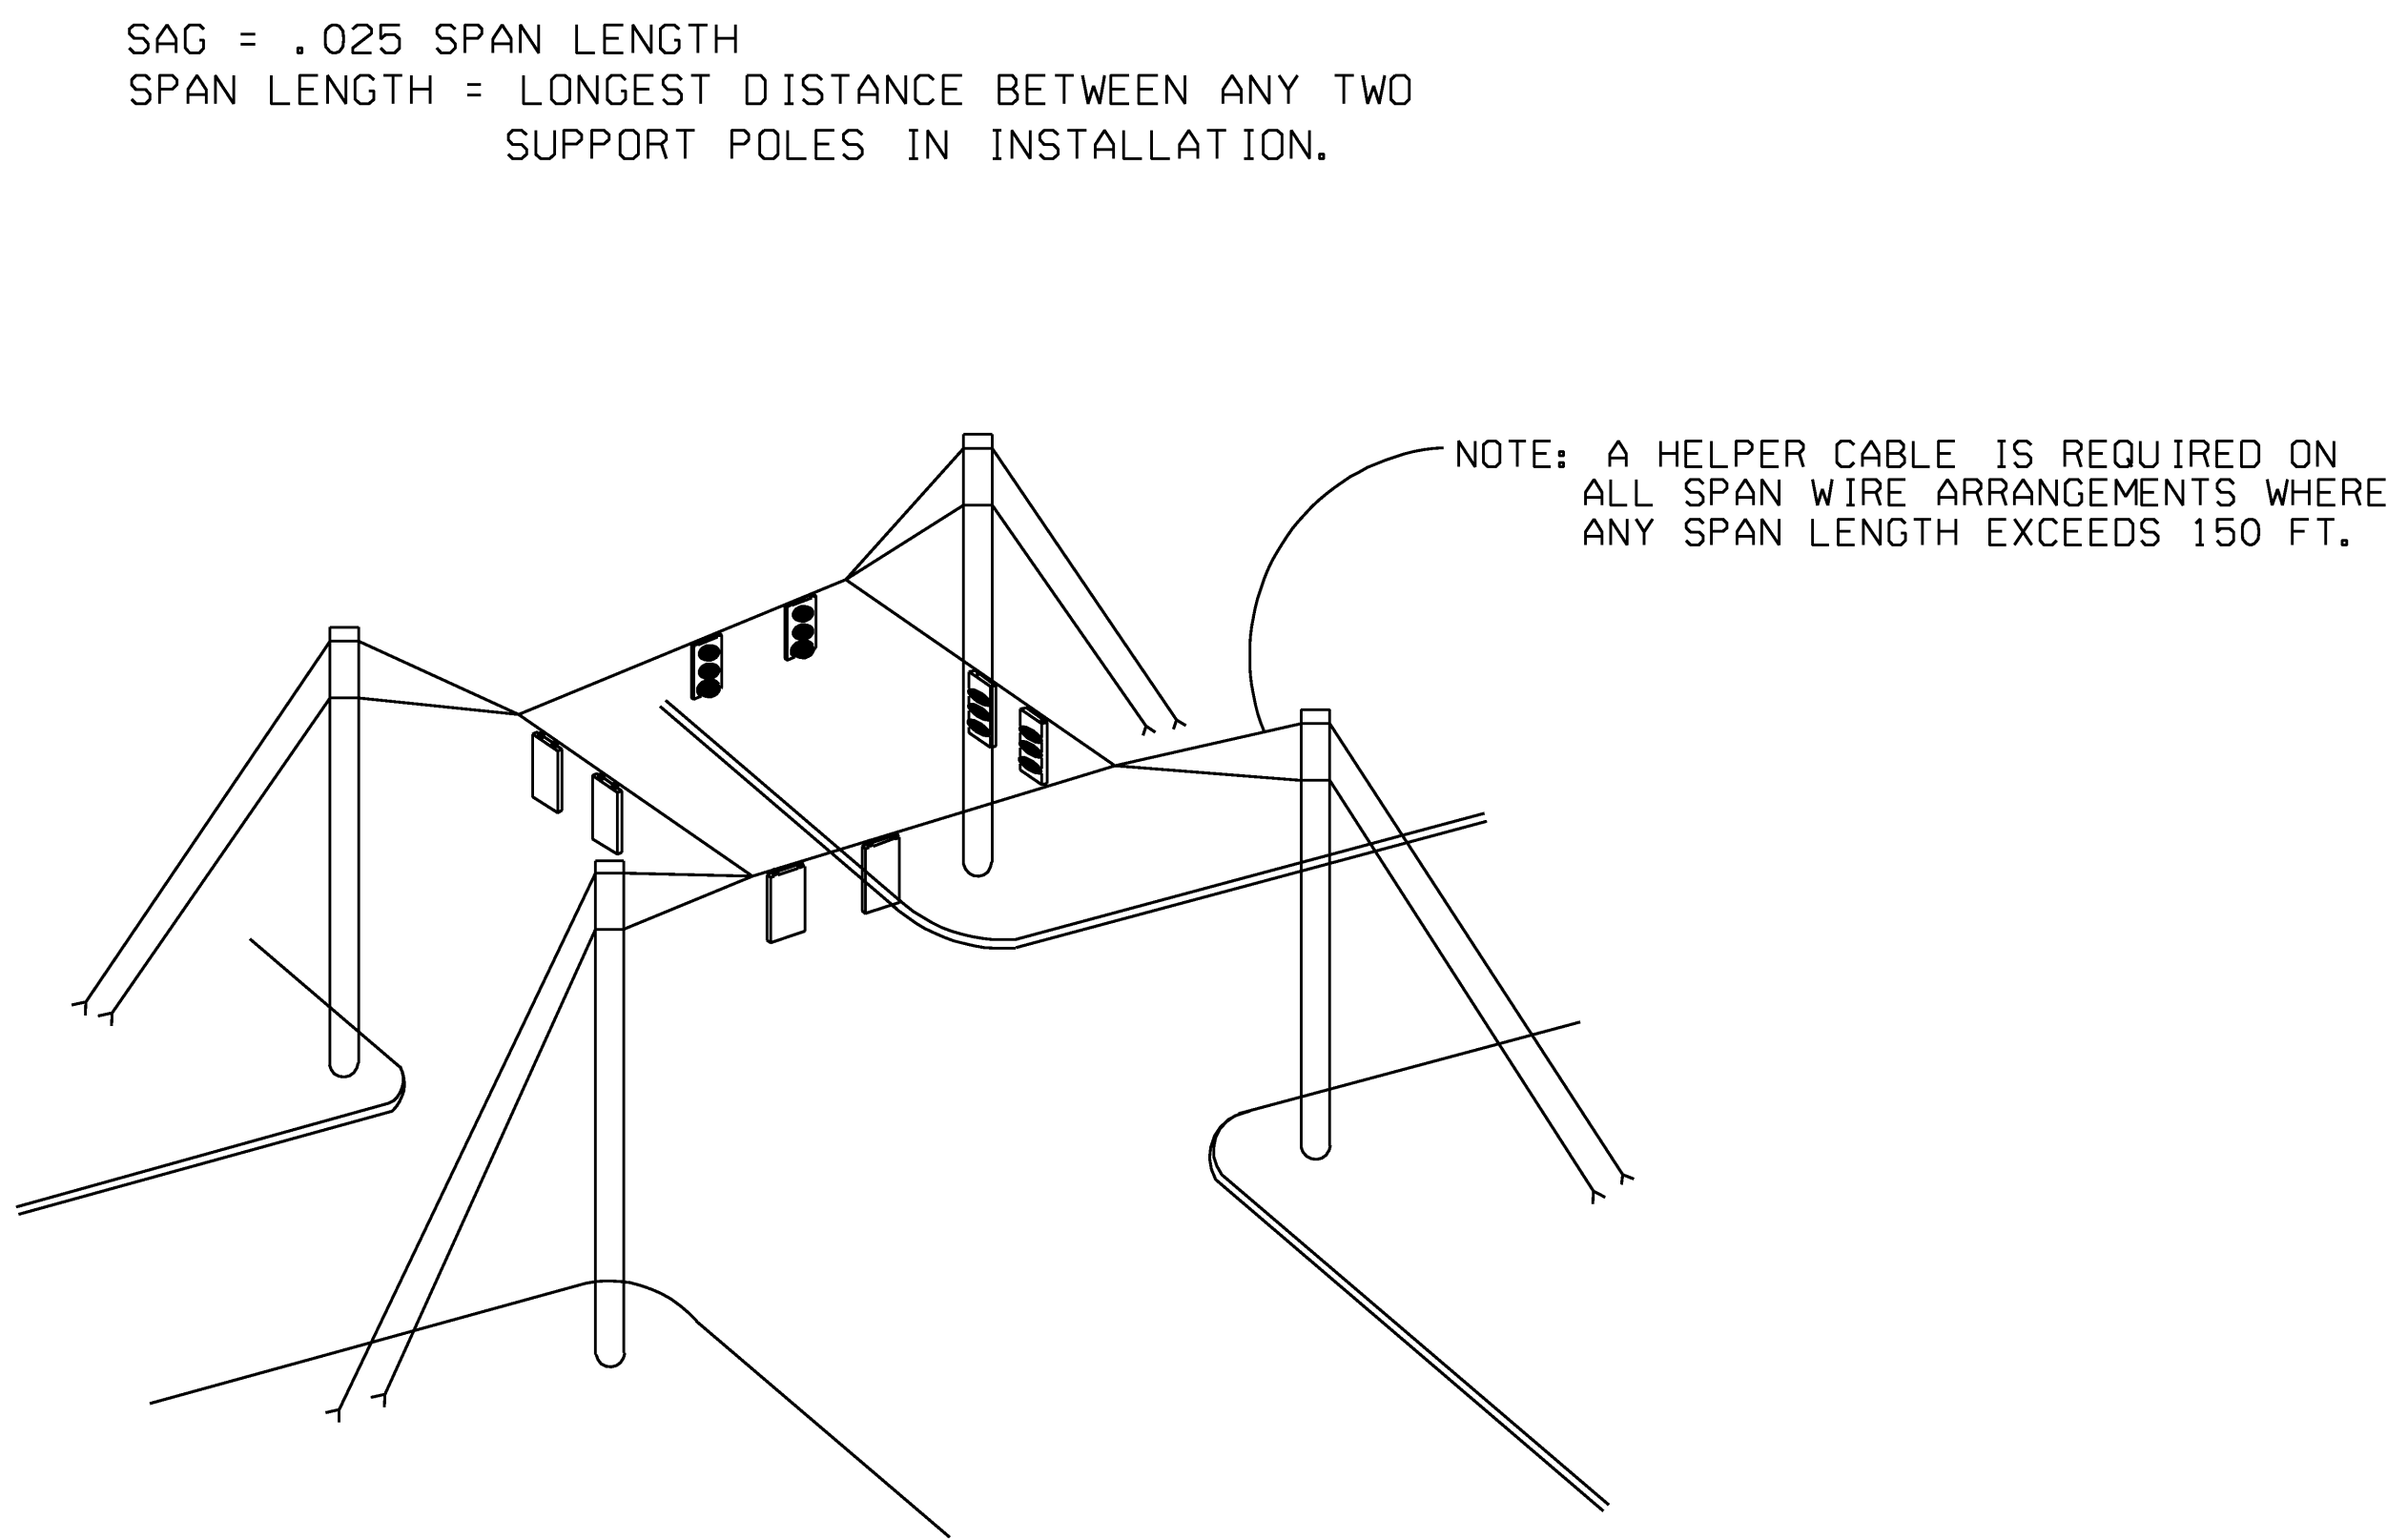 SAG = .025 SPAN LENGTH
SPAN LENGTH = LONGEST DISTANCE BETWEEN ANY TWO
SUPPORT POLES IN INSTALLATION.
NOTE: A HELPER CABLE IS REQUIRED ON
ALL SPAN WIRE ARRANGEMENTS WHERE
ANY SPAN LENGTH EXCEEDS 150 FT.